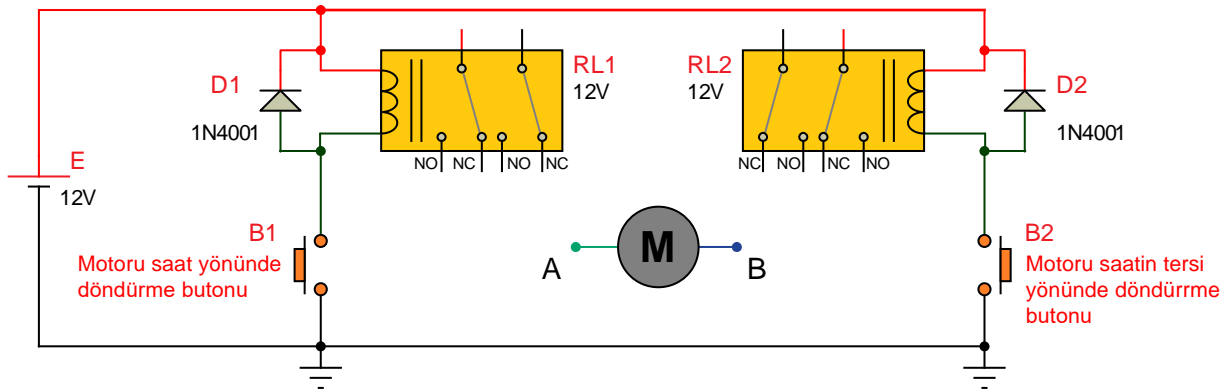 D1
1N4001
RL1
12V
NO
NC
NO
NC
RL2
12V
NC
NO
NC
NO
D2
1N4001
E
12V
B1
Motoru saat yönünde
döndürme butonu
A
M
B
B2
Motoru saatin tersi
yönünde döndürrme
butonu